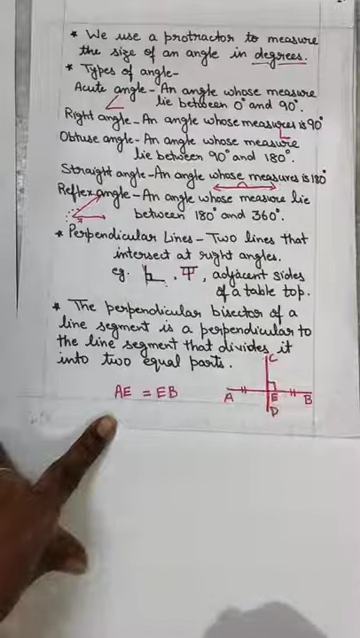 * We use a protractor to measure
the size of an angle in degrees.
* Types of angle-
Acute angle - An angle whose measure
lie between 0° and 90°.
Right angle - An angle whose measures is 90°
Obtuse angle - An angle whose measure
lie between 90° and 180°.
Straight angle - An angle whose measures is 180°
Reflex angle - An angle whose measure lie
between 180° and 360°.
* Perpendicular Lines - Two lines that
intersect at right angles.
eg. , adjacent sides
of a table top.
* The perpendicular bisector of a
line segment is a perpendicular to
the line segment that divides it
into two equal parts.
C
AE = EB
A E B
D